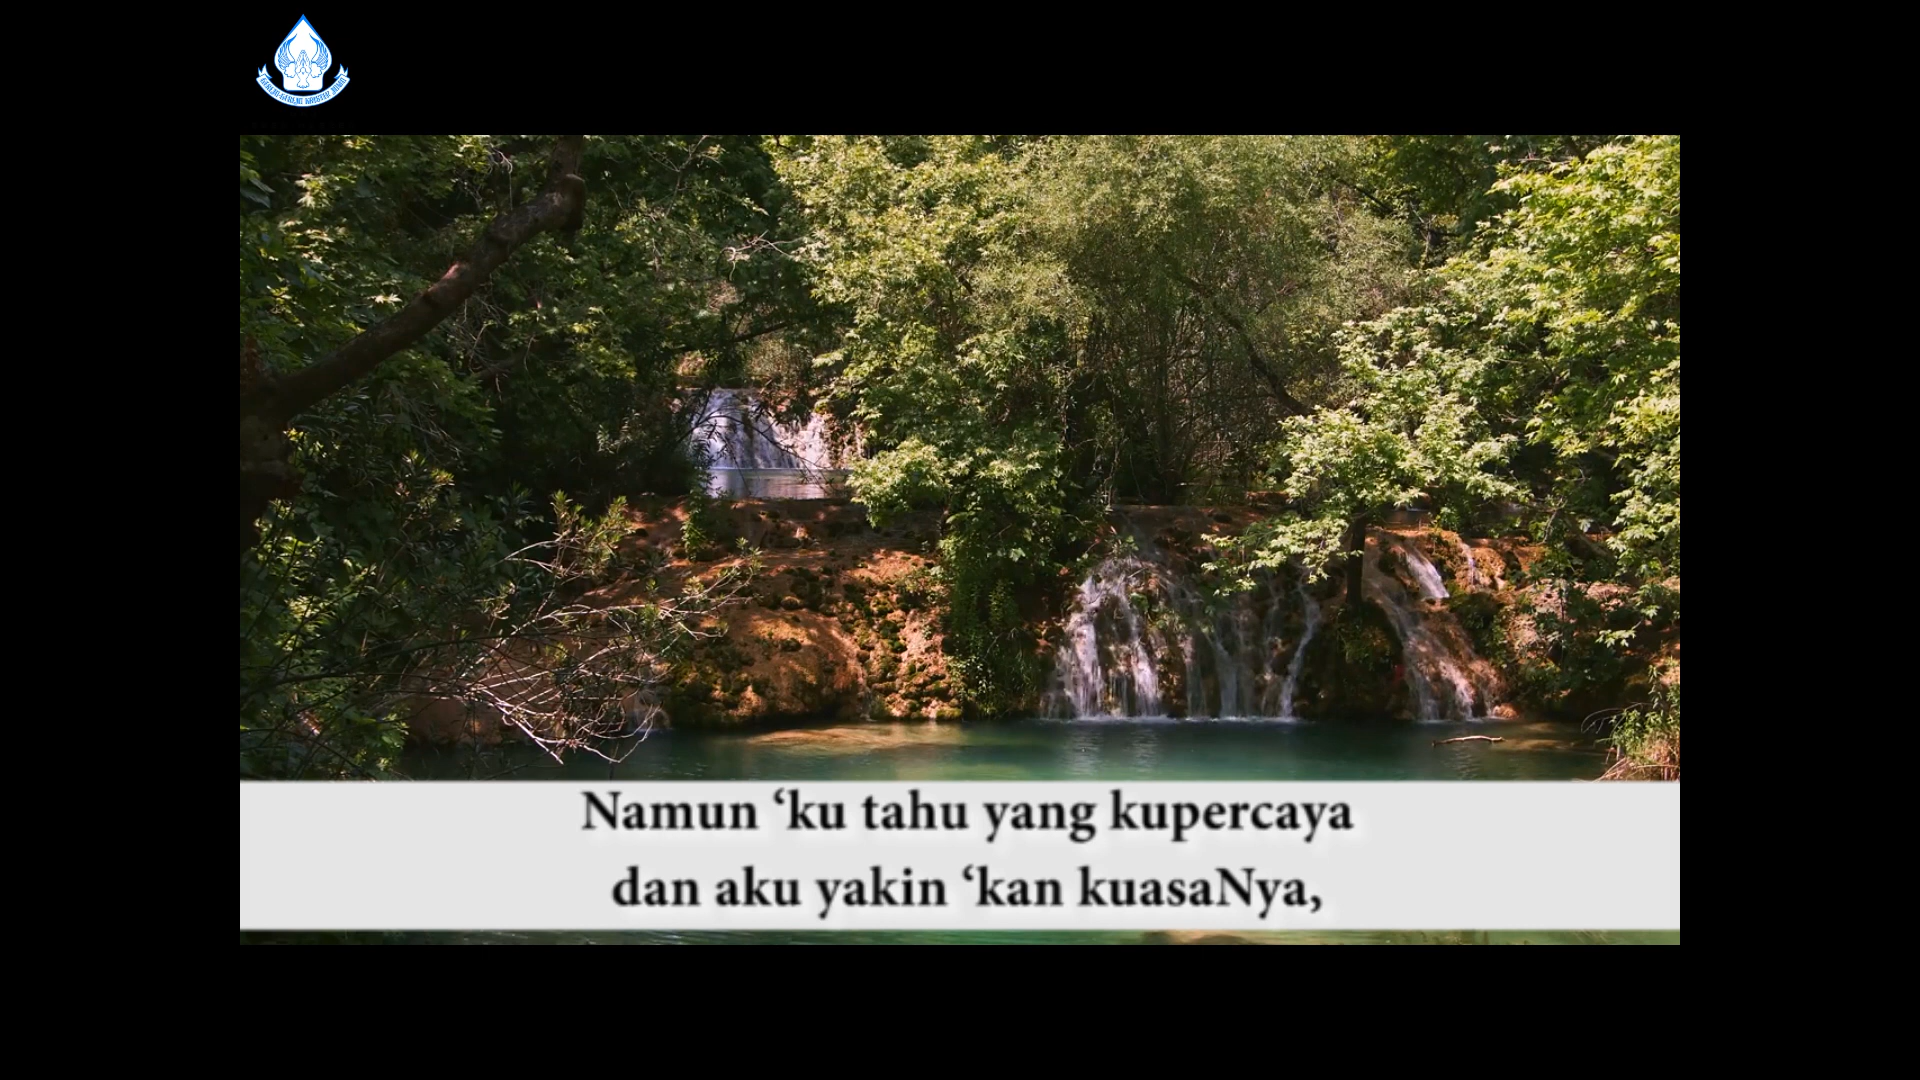 Namun ‘ku tahu yang kupercaya
dan aku yakin ‘kan kuasaNya,